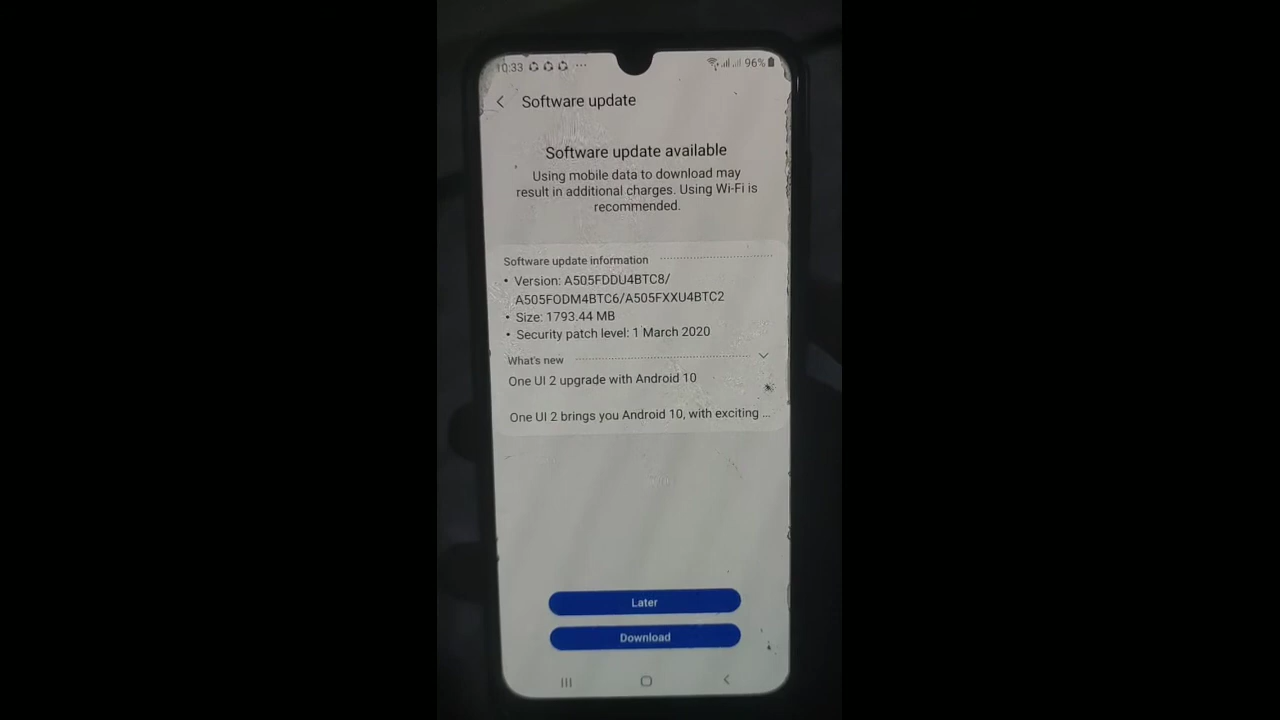 10:33 ... 96%
Software update
Software update available
Using mobile data to download may
result in additional charges. Using Wi-Fi is
recommended.
Software update information
• Version: A505FDDU4BTC8/
A505FODM4BTC6/A505FXXU4BTC2
• Size: 1793.44 MB
• Security patch level: 1 March 2020
What's new
One UI 2 upgrade with Android 10
One UI 2 brings you Android 10, with exciting ...
Later
Download